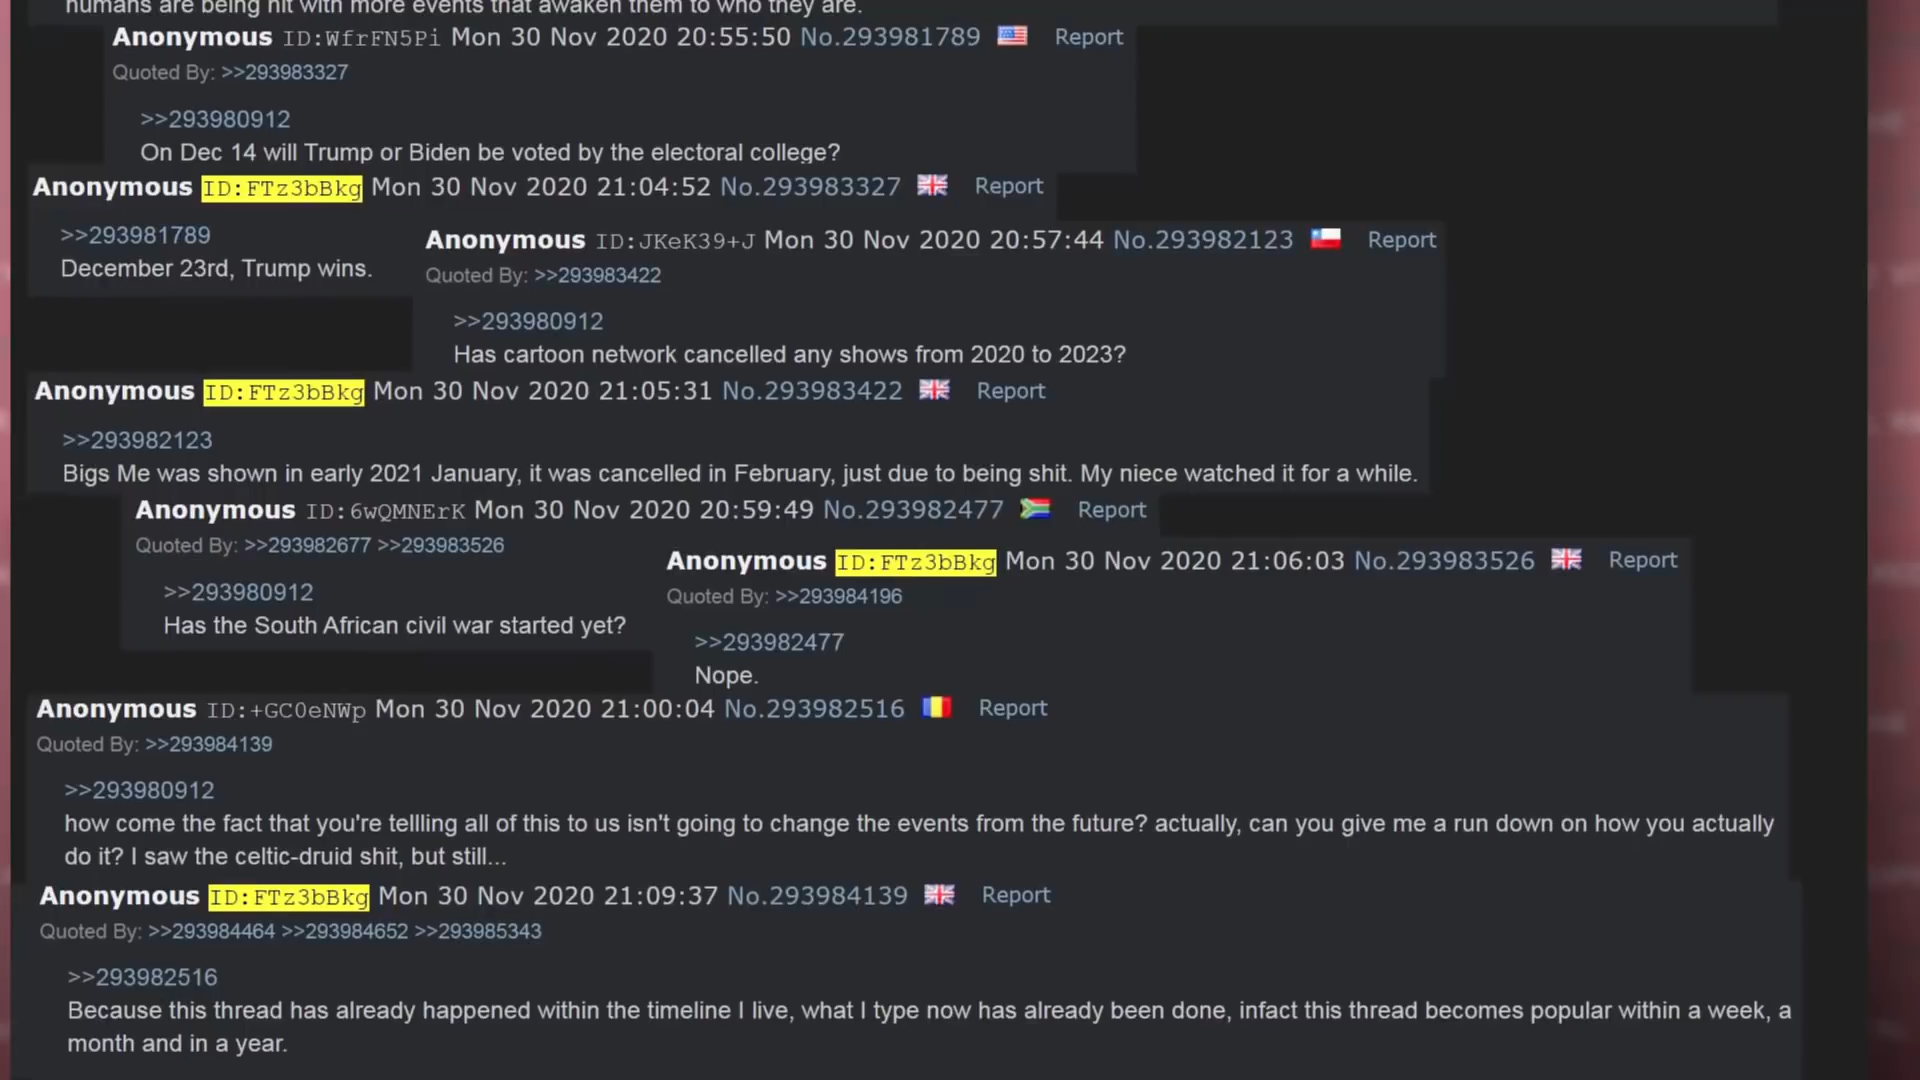 humans are being hit with more events that awaken them to who they are.
Anonymous ID:WfrFN5Pi Mon 30 Nov 2020 20:55:50 No.293981789 Report
Quoted By: >>293983327
>>293980912
On Dec 14 will Trump or Biden be voted by the electoral college?
Anonymous ID:FTz3bBkg Mon 30 Nov 2020 21:04:52 No.293983327 Report
>>293981789
December 23rd, Trump wins.
Anonymous ID:JKeK39+J Mon 30 Nov 2020 20:57:44 No.293982123 Report
Quoted By: >>293983422
>>293980912
Has cartoon network cancelled any shows from 2020 to 2023?
Anonymous ID:FTz3bBkg Mon 30 Nov 2020 21:05:31 No.293983422 Report
>>293982123
Bigs Me was shown in early 2021 January, it was cancelled in February, just due to being shit. My niece watched it for a while.
Anonymous ID:6wQMNErK Mon 30 Nov 2020 20:59:49 No.293982477 Report
Quoted By: >>293982677 >>293983526
>>293980912
Has the South African civil war started yet?
Anonymous ID:FTz3bBkg Mon 30 Nov 2020 21:06:03 No.293983526 Report
Quoted By: >>293984196
>>293982477
Nope.
Anonymous ID:+GC0eNWp Mon 30 Nov 2020 21:00:04 No.293982516 Report
Quoted By: >>293984139
>>293980912
how come the fact that you're tellling all of this to us isn't going to change the events from the future? actually, can you give me a run down on how you actually
do it? I saw the celtic-druid shit, but still...
Anonymous ID:FTz3bBkg Mon 30 Nov 2020 21:09:37 No.293984139 Report
Quoted By: >>293984464 >>293984652 >>293985343
>>293982516
Because this thread has already happened within the timeline I live, what I type now has already been done, infact this thread becomes popular within a week, a
month and in a year.